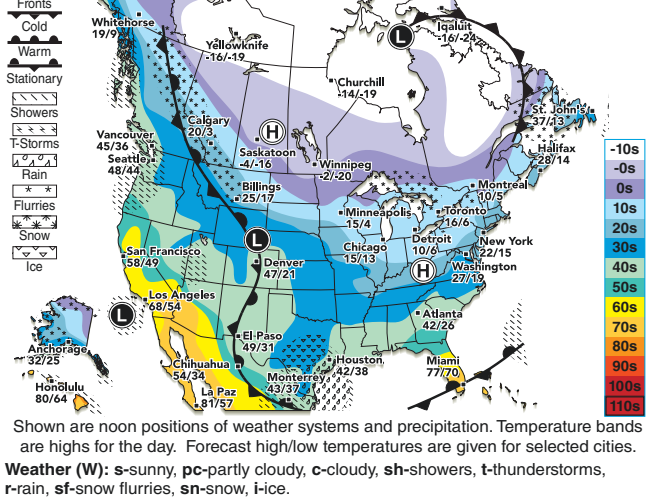 Fronts
Cold
Warm
Stationary
Showers
T-Storms
Rain
Flurries
Snow
Ice
Whitehorse
19/9
Yellowknife
-16/-19
L
Iqaluit
-16/-24
Churchill
-14/-19
St. John's
37/13
Calgary
20/3
H
Saskatoon
-4/-16
Winnipeg
-2/-20
Halifax
28/14
Vancouver
45/36
Seattle
48/44
Billings
25/17
Minneapolis
15/4
Montreal
10/5
Toronto
16/6
L
San Francisco
58/49
Denver
47/21
Chicago
15/13
Detroit
10/6
New York
22/15
H
Washington
27/19
Los Angeles
68/54
L
Atlanta
42/26
El Paso
49/31
Anchorage
32/25
Honolulu
80/64
Chihuahua
54/34
La Paz
81/57
Monterrey
43/37
Houston
42/38
Miami
77/70
-10s
-0s
0s
10s
20s
30s
40s
50s
60s
70s
80s
90s
100s
110s
Shown are noon positions of weather systems and precipitation. Temperature bands
are highs for the day. Forecast high/low temperatures are given for selected cities.
Weather (W): s-sunny, pc-partly cloudy, c-cloudy, sh-showers, t-thunderstorms,
r-rain, sf-snow flurries, sn-snow, i-ice.